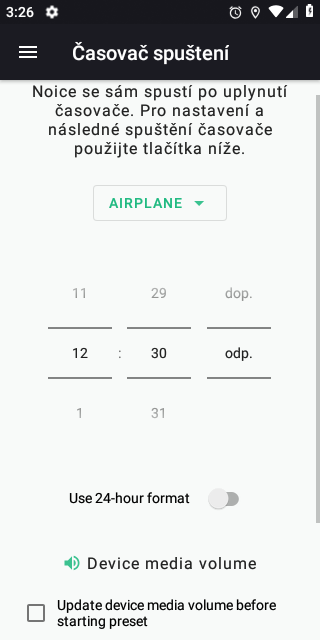 3:26
Časovač spuštení
Noice se sám spustí po uplynutí
časovače. Pro nastavení a
následné spuštění časovače
použijte tlačítka níže.
AIRPLANE
11 29 dop.
12 : 30 odp.
1 31
Use 24-hour format
Device media volume
Update device media volume before
starting preset